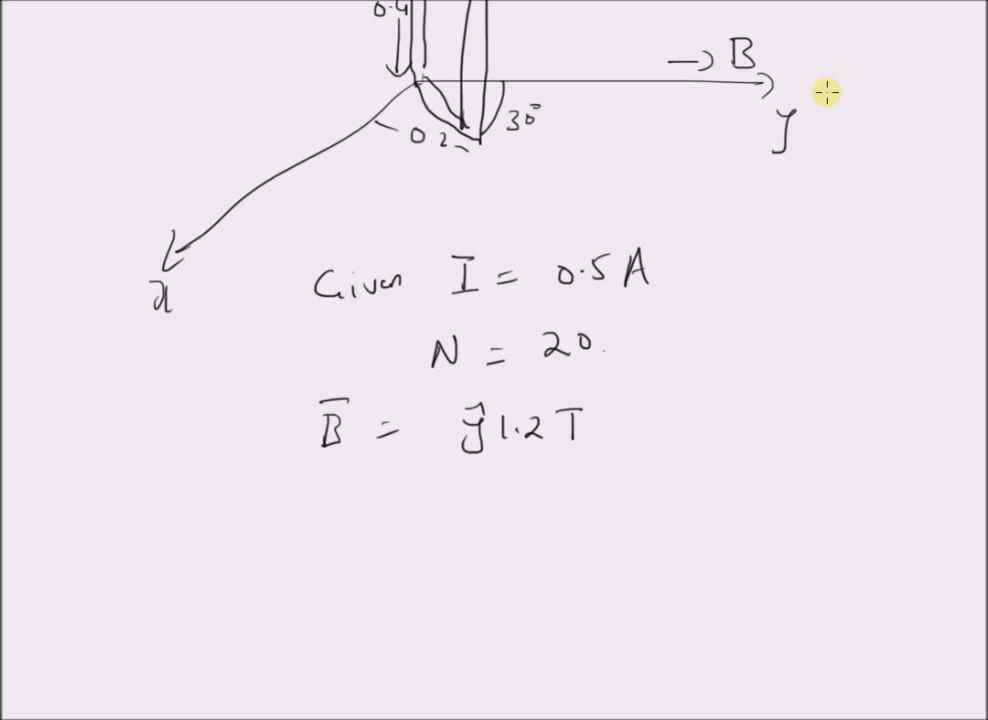 0.4
→ B
30°
0.2
y
x
Given I = 0.5 A
N = 20.
B̅ = ŷ 1.2 T